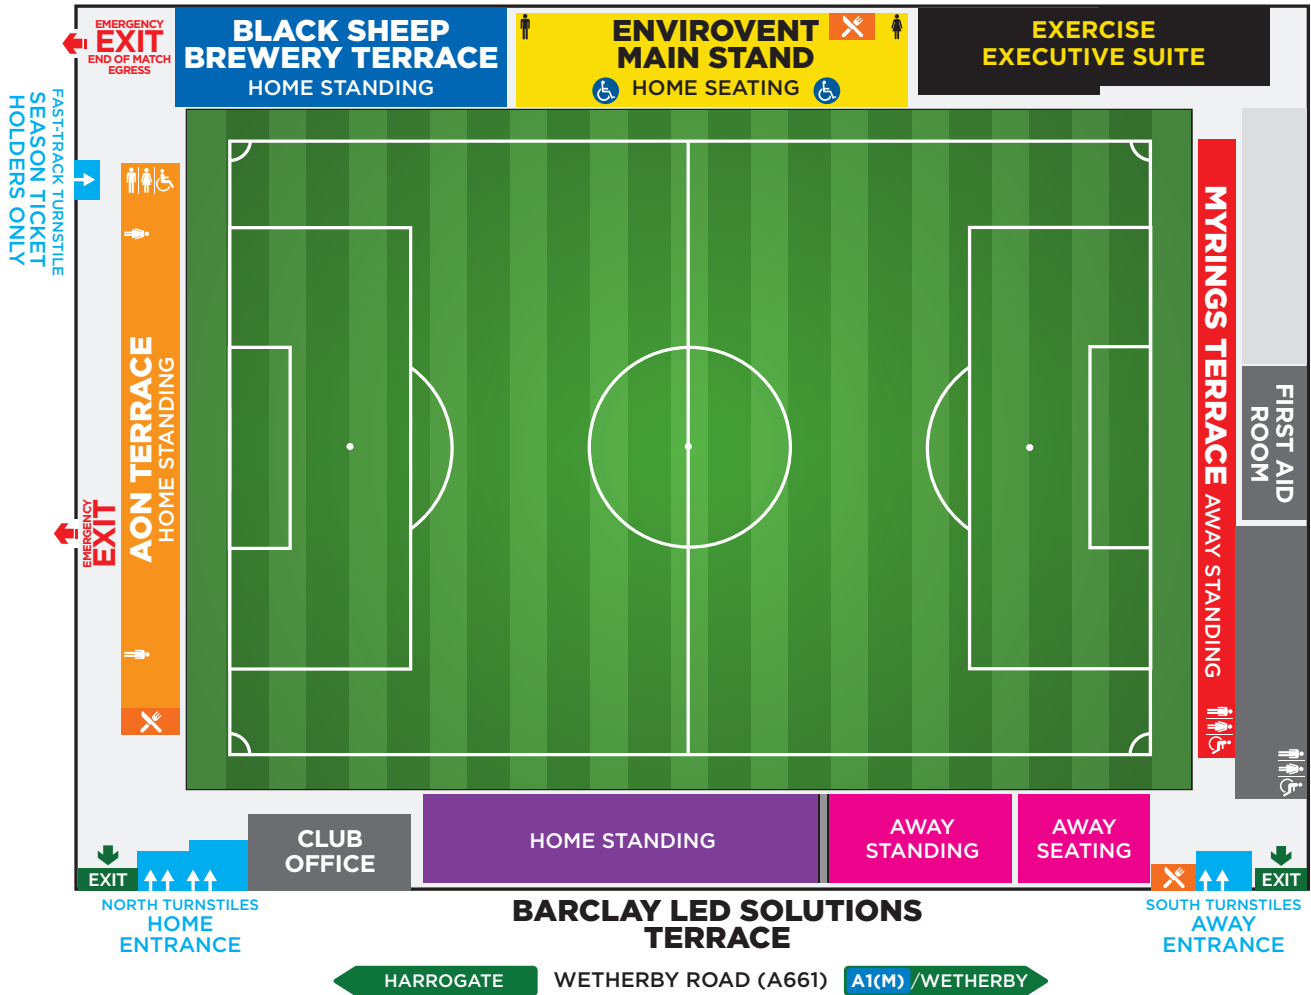 EMERGENCY
EXIT
END OF MATCH
EGRESS
BLACK SHEEP
BREWERY TERRACE
HOME STANDING
ENVIROVENT
MAIN STAND
HOME SEATING
EXERCISE
EXECUTIVE SUITE
FAST-TRACK TURNSTILE
SEASON TICKET
HOLDERS ONLY
AON TERRACE
HOME STANDING
EMERGENCY
EXIT
MYRINGS TERRACE AWAY STANDING
FIRST AID
ROOM
CLUB
OFFICE
HOME STANDING
AWAY
STANDING
AWAY
SEATING
EXIT
EXIT
NORTH TURNSTILES
HOME
ENTRANCE
BARCLAY LED SOLUTIONS
TERRACE
SOUTH TURNSTILES
AWAY
ENTRANCE
HARROGATE WETHERBY ROAD (A661) A1(M) /WETHERBY